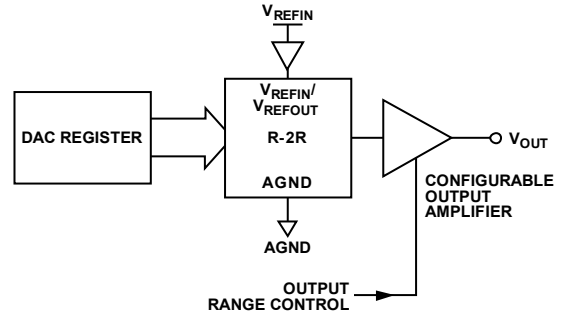 VREFIN
VREFIN/
VREFOUT
DAC REGISTER
R-2R
VOUT
AGND
CONFIGURABLE
OUTPUT
AMPLIFIER
AGND
OUTPUT
RANGE CONTROL